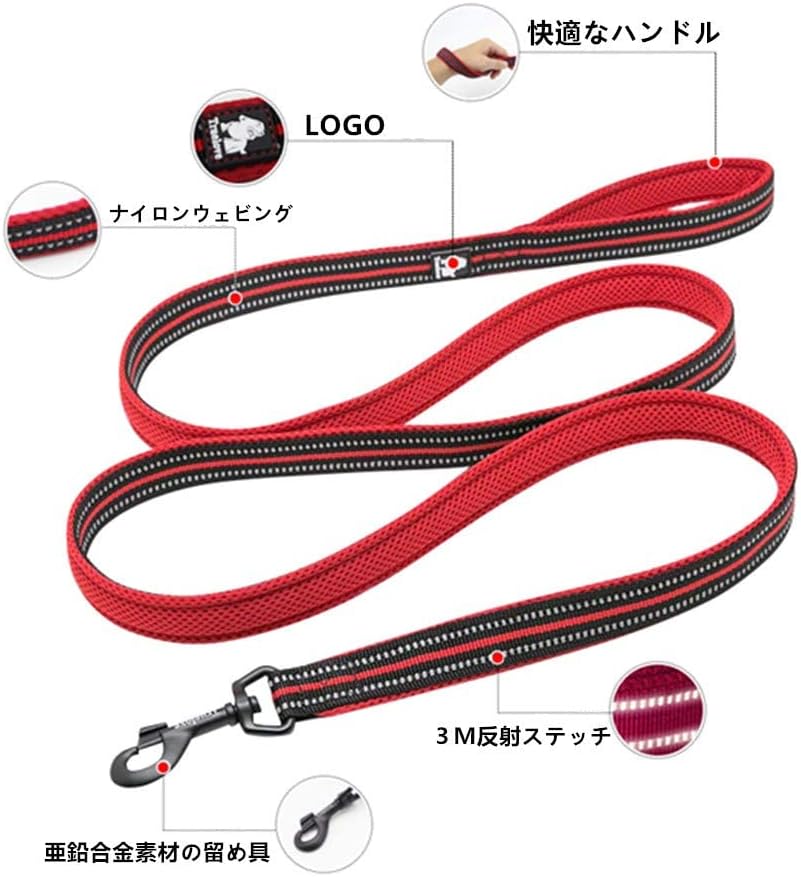 快適なハンドル
LOGO
Truelove
ナイロンウェビング
３Ｍ反射ステッチ
亜鉛合金素材の留め具